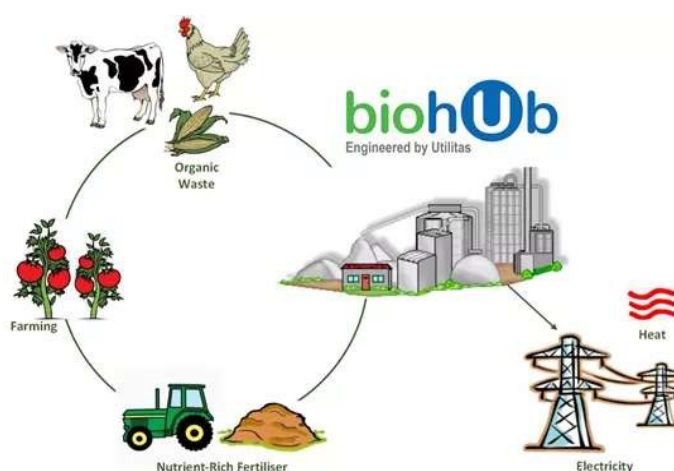 biohUb
Engineered by Utilitas
Organic
Waste
Farming
Heat
Nutrient-Rich Fertiliser
Electricity